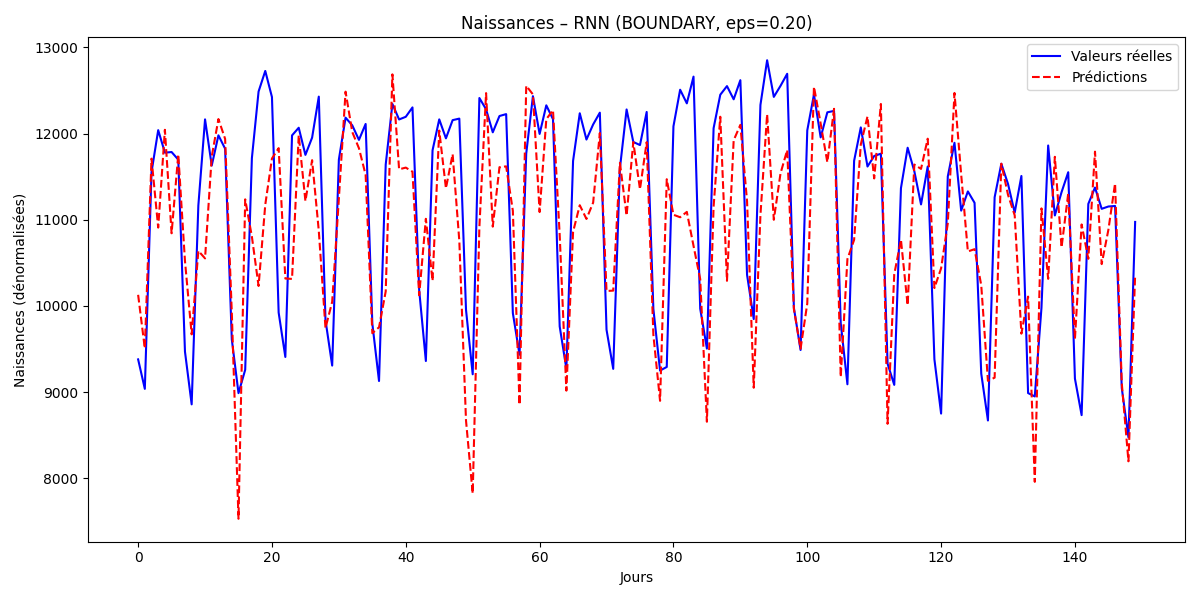 Naissances – RNN (BOUNDARY, eps=0.20)
Valeurs réelles
Prédictions
Naissances (dénormalisées)
13000
12000
11000
10000
9000
8000
0 20 40 60 80 100 120 140
Jours